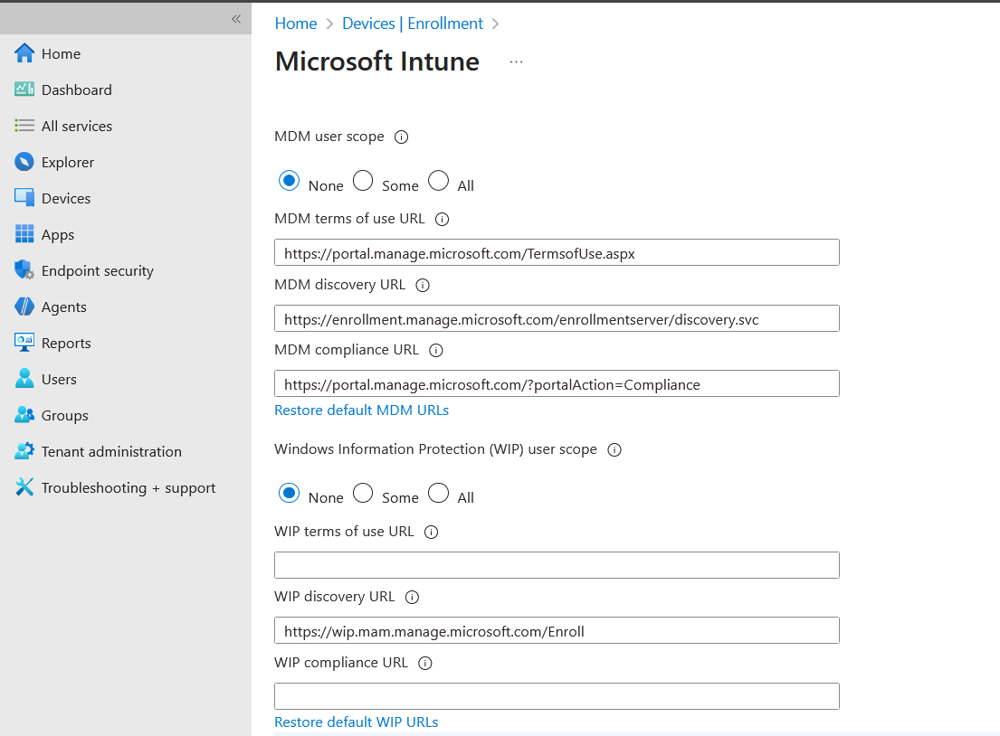 «
Home
Dashboard
All services
Explorer
Devices
Apps
Endpoint security
Agents
Reports
Users
Groups
Tenant administration
Troubleshooting + support
Home > Devices | Enrollment >
Microsoft Intune ...
MDM user scope
None Some All
MDM terms of use URL
https://portal.manage.microsoft.com/TermsofUse.aspx
MDM discovery URL
https://enrollment.manage.microsoft.com/enrollmentserver/discovery.svc
MDM compliance URL
https://portal.manage.microsoft.com/?portalAction=Compliance
Restore default MDM URLs
Windows Information Protection (WIP) user scope
None Some All
WIP terms of use URL
WIP discovery URL
https://wip.mam.manage.microsoft.com/Enroll
WIP compliance URL
Restore default WIP URLs